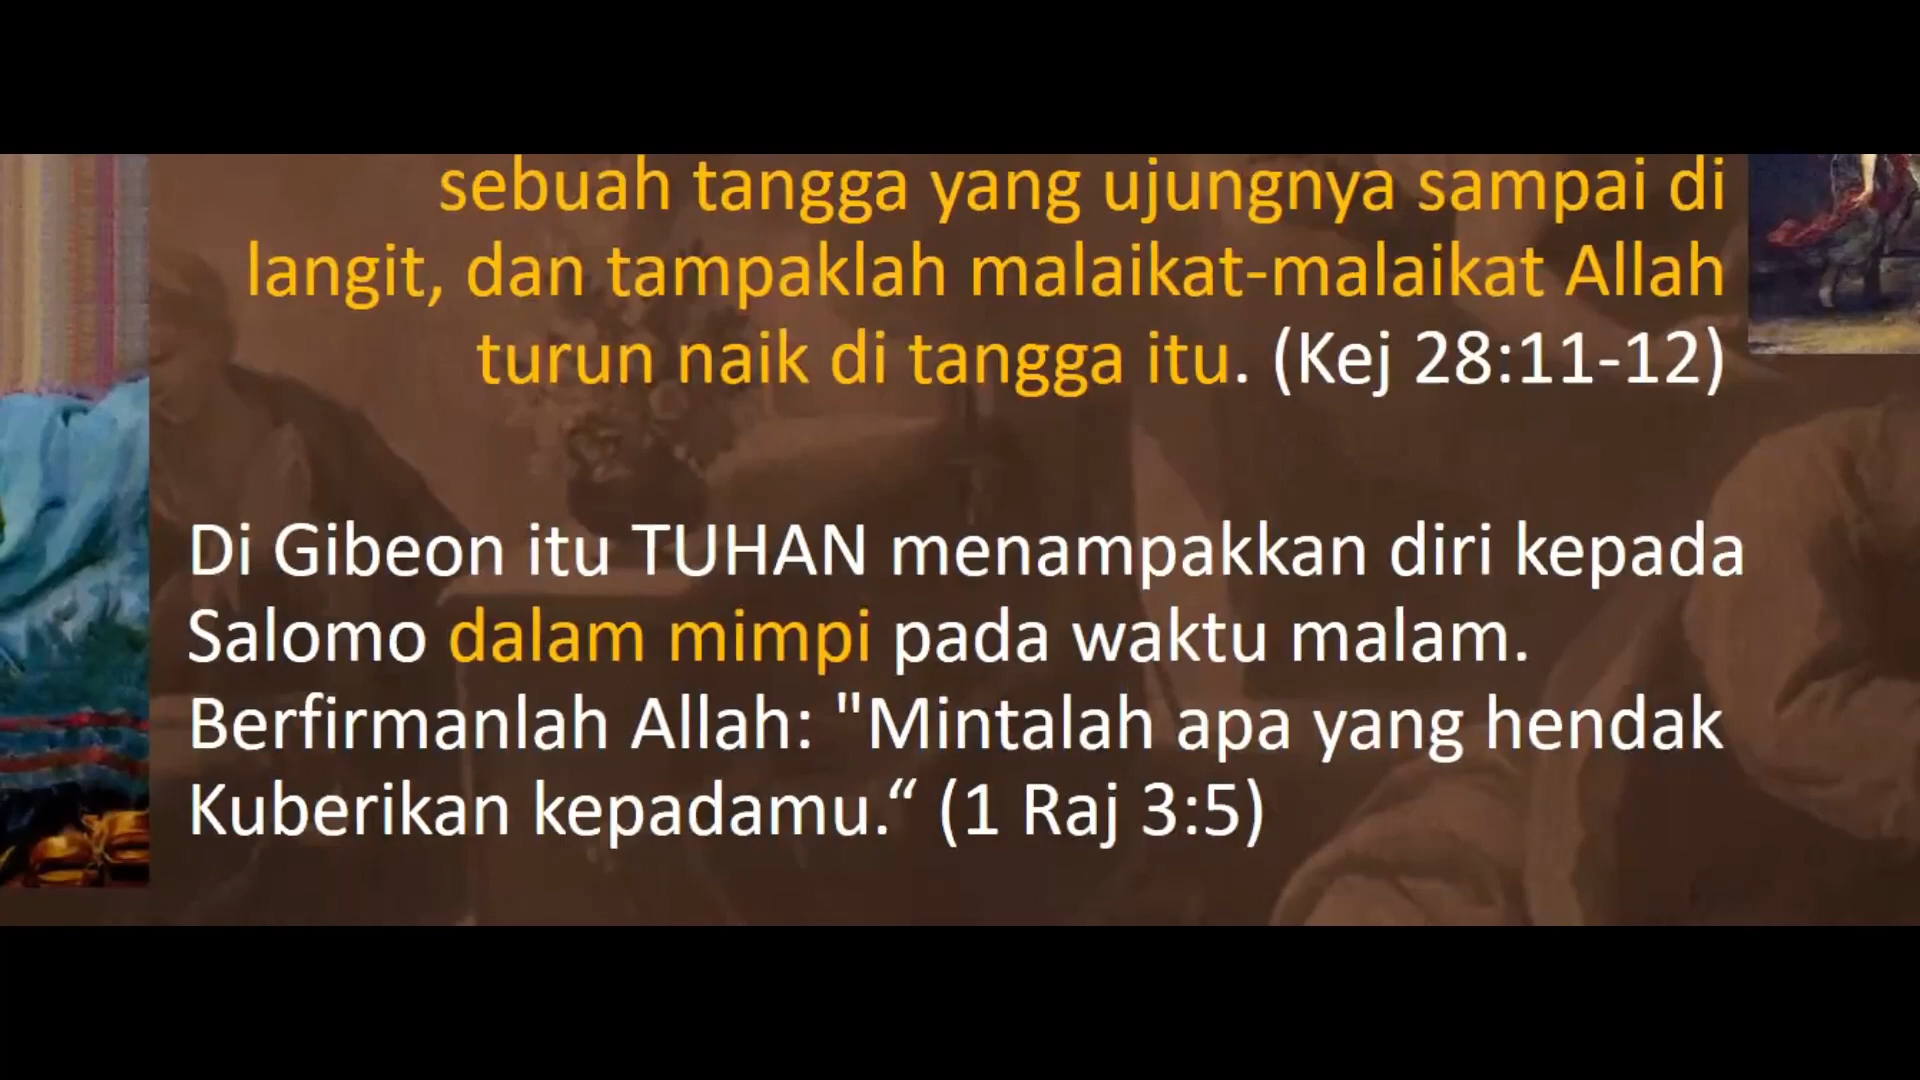 sebuah tangga yang ujungnya sampai di
langit, dan tampaklah malaikat-malaikat Allah
turun naik di tangga itu. (Kej 28:11-12)
Di Gibeon itu TUHAN menampakkan diri kepada
Salomo dalam mimpi pada waktu malam.
Berfirmanlah Allah: "Mintalah apa yang hendak
Kuberikan kepadamu.“ (1 Raj 3:5)